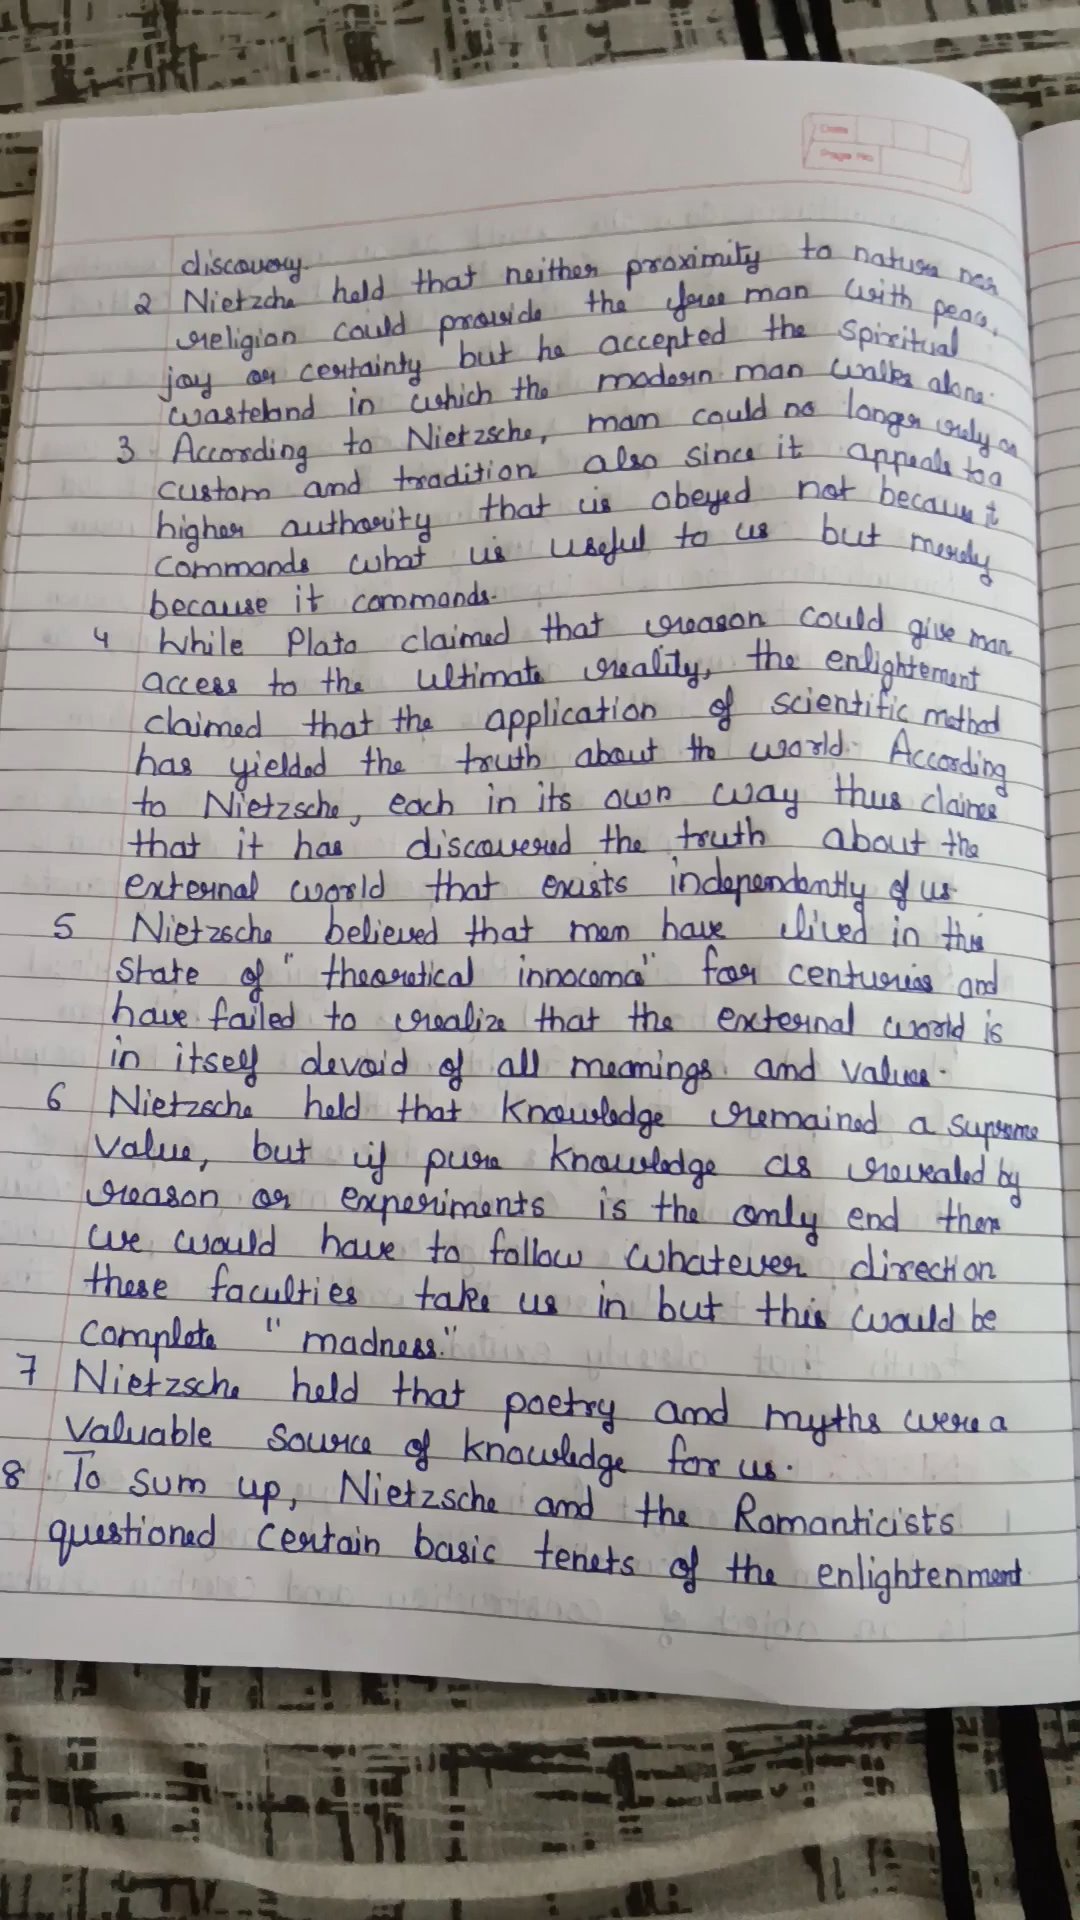 Date
Page No
discovery.
2 Nietzche held that neither proximity to nature nor
religion could provide the free man with peace,
joy or certainty but he accepted the spiritual
wasteland in which the modern man walks alone.
3 According to Nietzsche, man could no longer rely on
custom and tradition also since it appeals to a
higher authority that is obeyed not because it
commands what is useful to us but merely
because it commands.
4 While Plato claimed that reason could give man
access to the ultimate reality, the enlightement
claimed that the application of scientific method
has yielded the truth about the world. According
to Nietzsche, each in its own way thus claims
that it has discovered the truth about the
external world that exists independently of us.
5 Nietzsche believed that men have lived in this
state of "theoretical innocence" for centuries and
have failed to realize that the external world is
in itself devoid of all meanings and values.
6 Nietzsche held that knowledge remained a supreme
value, but if pure knowledge as revealed by
reason or experiments is the only end then
we would have to follow whatever direction
these faculties take us in but this would be
complete "madness."
7 Nietzsche held that poetry and myths were a
valuable source of knowledge for us.
8 To sum up, Nietzsche and the Romanticists
questioned certain basic tenets of the enlightenment